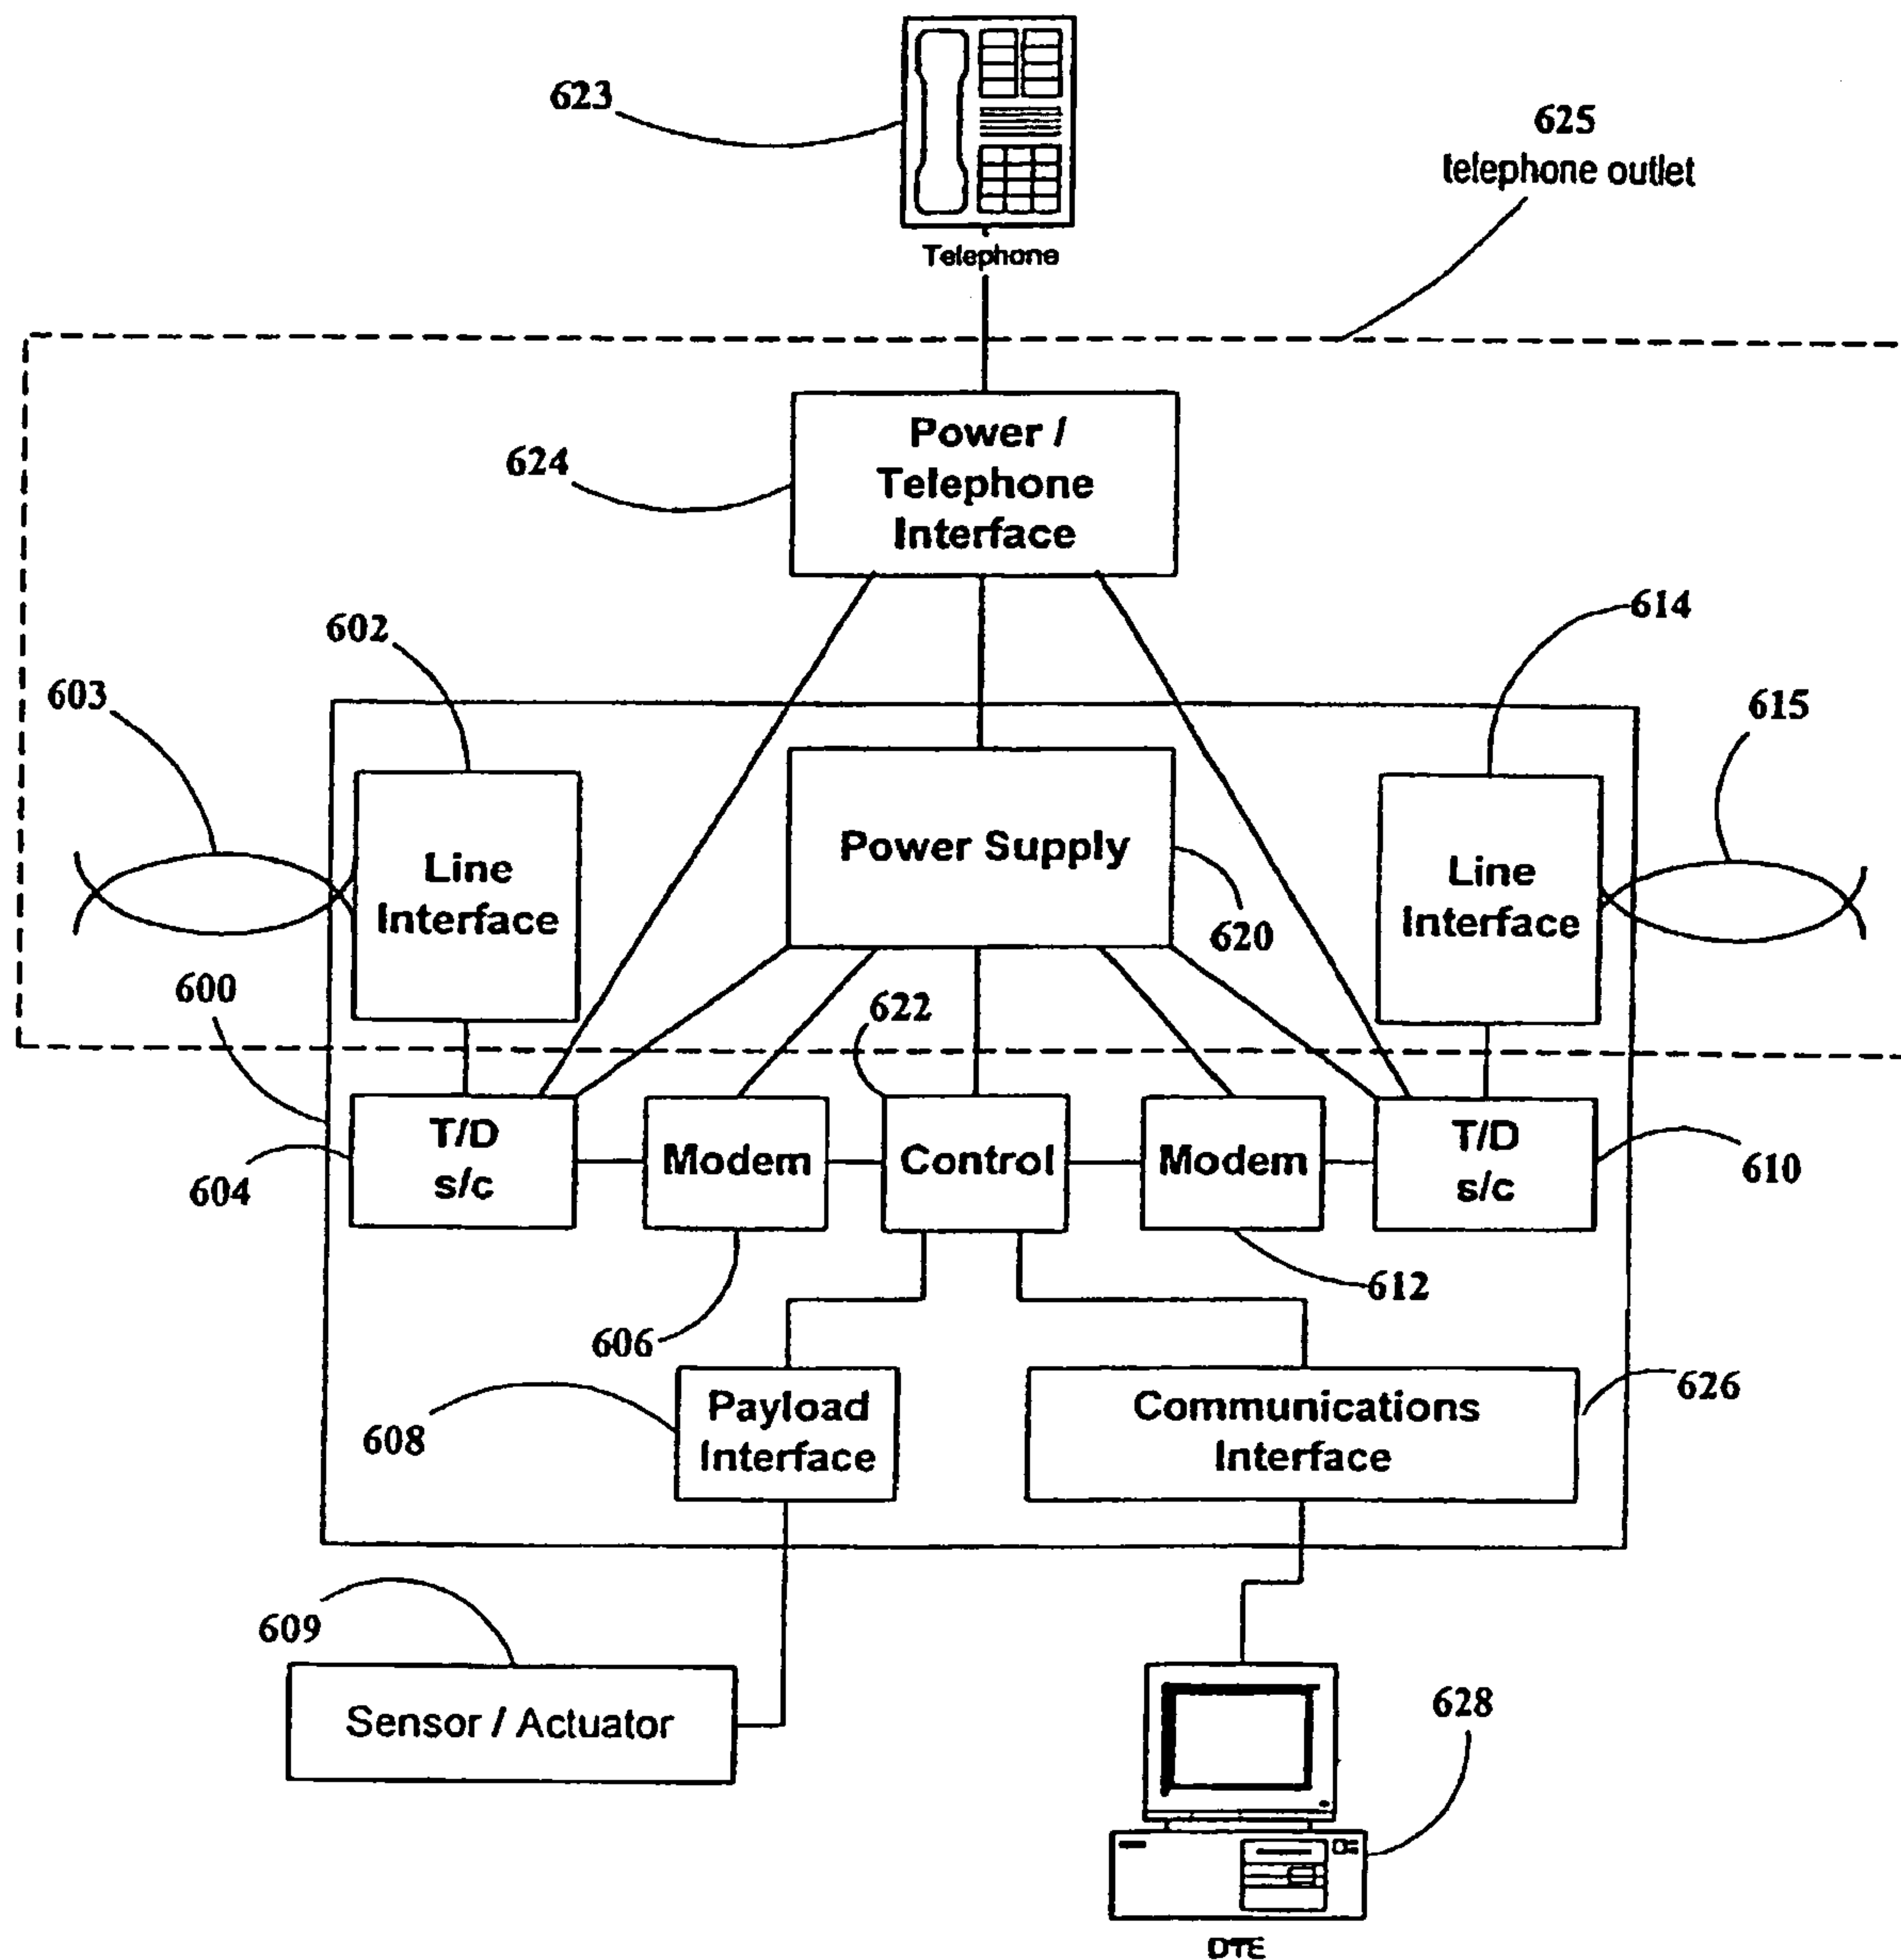 623
625
telephone outlet
Telephone
Power /
Telephone
Interface
624
602
614
603
615
Line
Interface
Power Supply
Line
Interface
620
600
622
T/D
s/c
Modem
Control
Modem
T/D
s/c
604
610
606
612
Payload
Interface
Communications
Interface
608
626
609
Sensor / Actuator
628
DTE